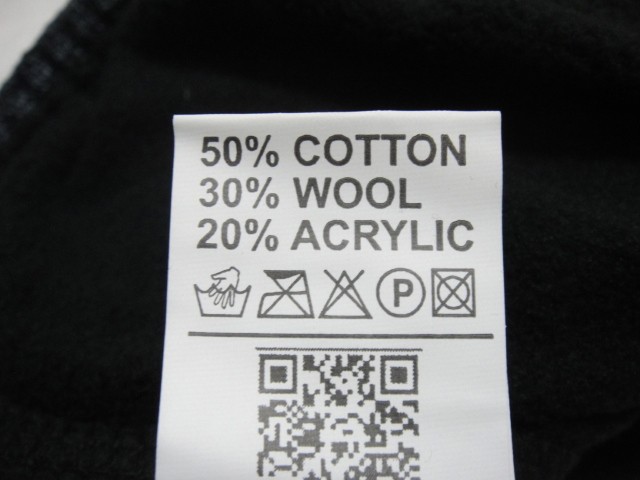 50% COTTON
30% WOOL
20% ACRYLIC
P